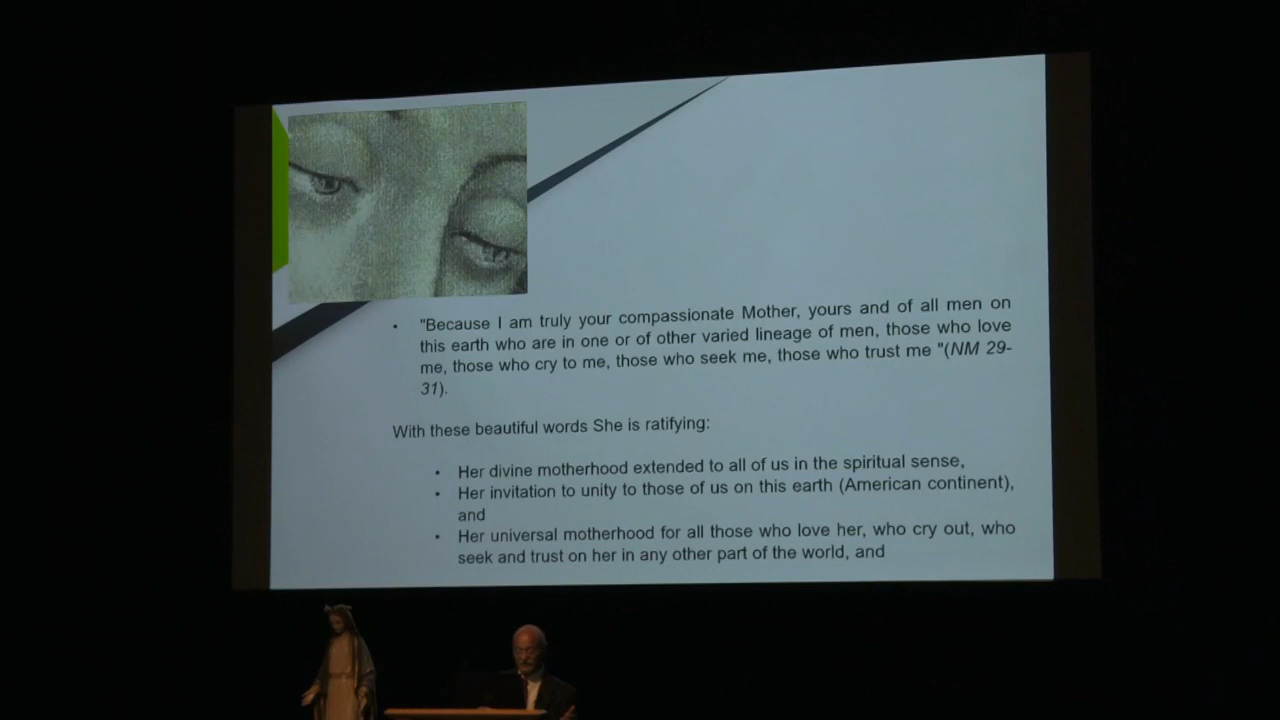 • "Because I am truly your compassionate Mother, yours and of all men on
this earth who are in one or of other varied lineage of men, those who love
me, those who cry to me, those who seek me, those who trust me "(NM 29-
31).
With these beautiful words She is ratifying:
• Her divine motherhood extended to all of us in the spiritual sense,
• Her invitation to unity to those of us on this earth (American continent),
and
• Her universal motherhood for all those who love her, who cry out, who
seek and trust on her in any other part of the world, and